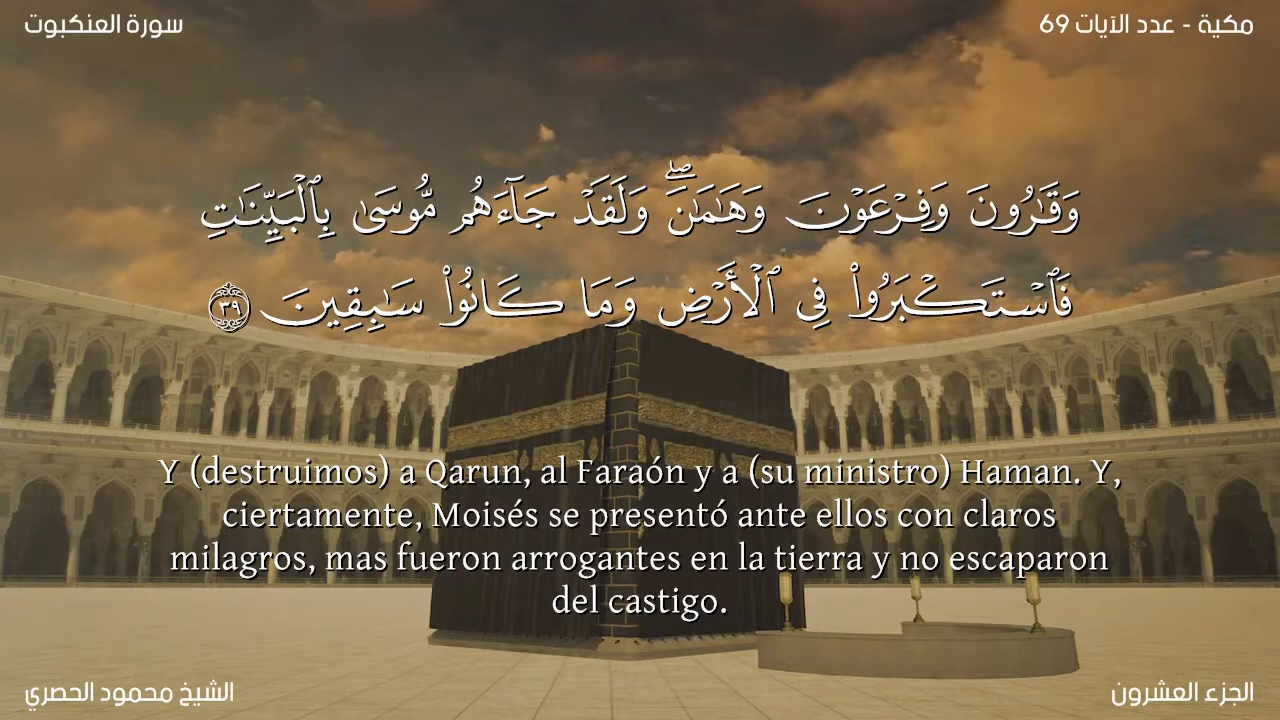 سورة العنكبوت
مكية - عدد الآيات 69
وَقَٰرُونَ وَفِرْعَوْنَ وَهَٰمَٰنَۖ وَلَقَدْ جَآءَهُم مُّوسَىٰ بِٱلْبَيِّنَٰتِ
فَٱسْتَكْبَرُوا۟ فِى ٱلْأَرْضِ وَمَا كَانُوا۟ سَٰبِقِينَ ٣٩
Y (destruimos) a Qarun, al Faraón y a (su ministro) Haman. Y,
ciertamente, Moisés se presentó ante ellos con claros
milagros, mas fueron arrogantes en la tierra y no escaparon
del castigo.
الشيخ محمود الحصري
الجزء العشرون